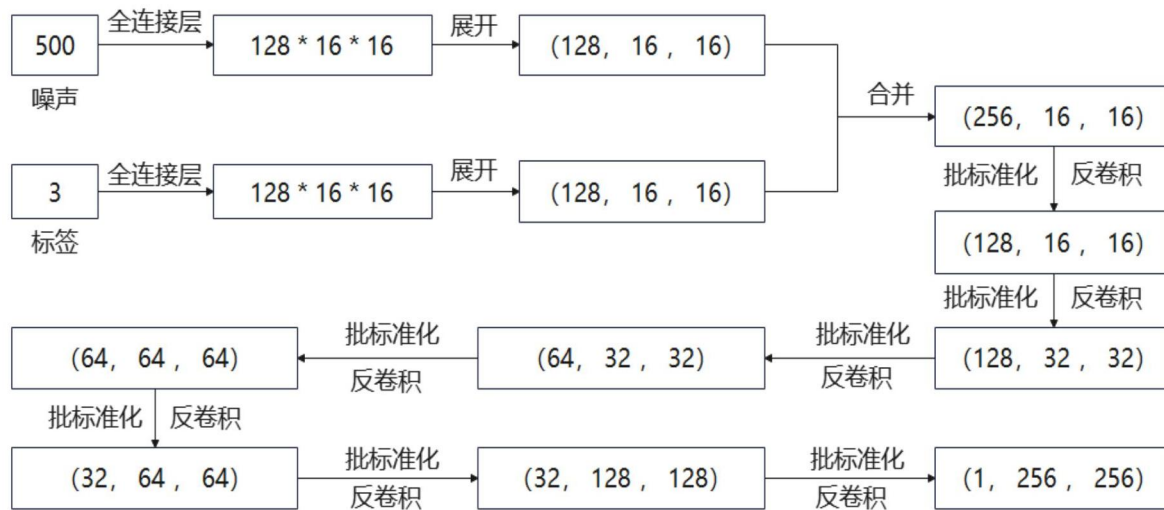 500
全连接层
128 * 16 * 16
展开
(128, 16 , 16)
噪声
合并
(256, 16 , 16)
3
全连接层
128 * 16 * 16
展开
(128, 16 , 16)
标签
批标准化 反卷积
(128, 16 , 16)
批标准化 反卷积
(128, 32 , 32)
批标准化
反卷积
(64, 32 , 32)
批标准化
反卷积
(64, 64 , 64)
批标准化 反卷积
(32, 64 , 64)
批标准化
反卷积
(32, 128 , 128)
批标准化
反卷积
(1, 256 , 256)